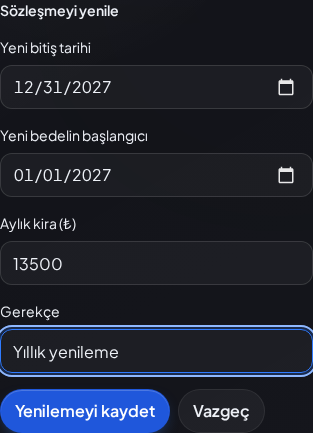 Sözleşmeyi yenile
Yeni bitiş tarihi
12/31/2027
Yeni bedelin başlangıcı
01/01/2027
Aylık kira (₺)
13500
Gerekçe
Yıllık yenileme
Yenilemeyi kaydet
Vazgeç